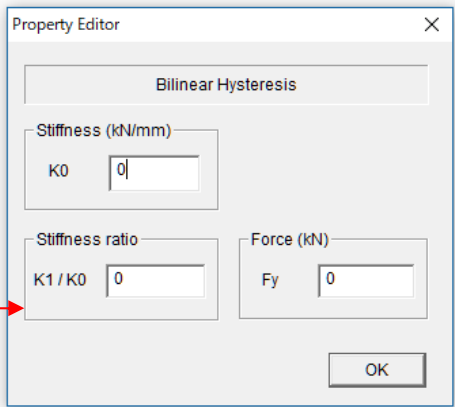 Property Editor
Bilinear Hysteresis
Stiffness (kN/mm)
K0 0
Stiffness ratio
K1 / K0 0
Force (kN)
Fy 0
OK